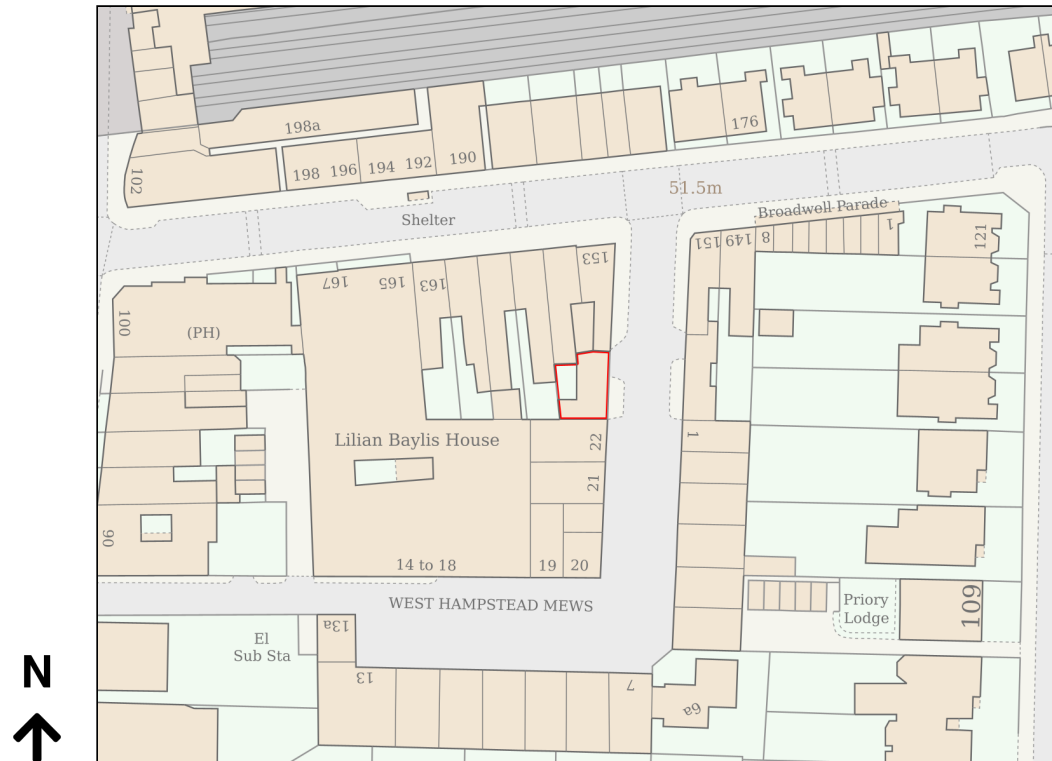 198a
176
198
196
194
192
190
102
51.5m
Shelter
Broadwell Parade
151
149
8
1
121
153
167
165
163
100
(PH)
Lilian Baylis House
22
1
21
90
14 to 18
19
20
WEST HAMPSTEAD MEWS
Priory
Lodge
109
13a
El
Sub Sta
13
7
6a
N